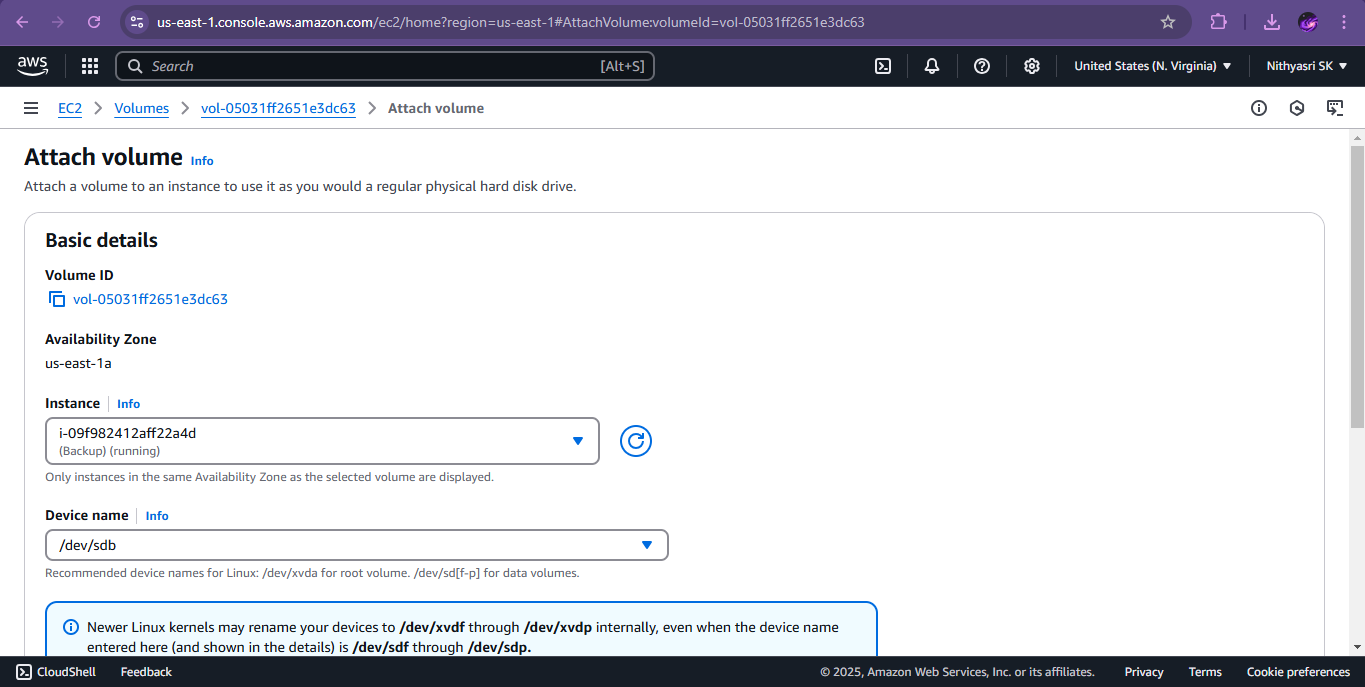 us-east-1.console.aws.amazon.com/ec2/home?region=us-east-1#AttachVolume:volumeId=vol-05031ff2651e3dc63
aws
Search
[Alt+S]
United States (N. Virginia)
Nithyasri SK
EC2
Volumes
vol-05031ff2651e3dc63
Attach volume
Attach volume Info
Attach a volume to an instance to use it as you would a regular physical hard disk drive.
Basic details
Volume ID
vol-05031ff2651e3dc63
Availability Zone
us-east-1a
Instance Info
i-09f982412aff22a4d
(Backup) (running)
Only instances in the same Availability Zone as the selected volume are displayed.
Device name Info
/dev/sdb
Recommended device names for Linux: /dev/xvda for root volume. /dev/sd[f-p] for data volumes.
Newer Linux kernels may rename your devices to /dev/xvdf through /dev/xvdp internally, even when the device name
entered here (and shown in the details) is /dev/sdf through /dev/sdp.
CloudShell
Feedback
© 2025, Amazon Web Services, Inc. or its affiliates.
Privacy
Terms
Cookie preferences